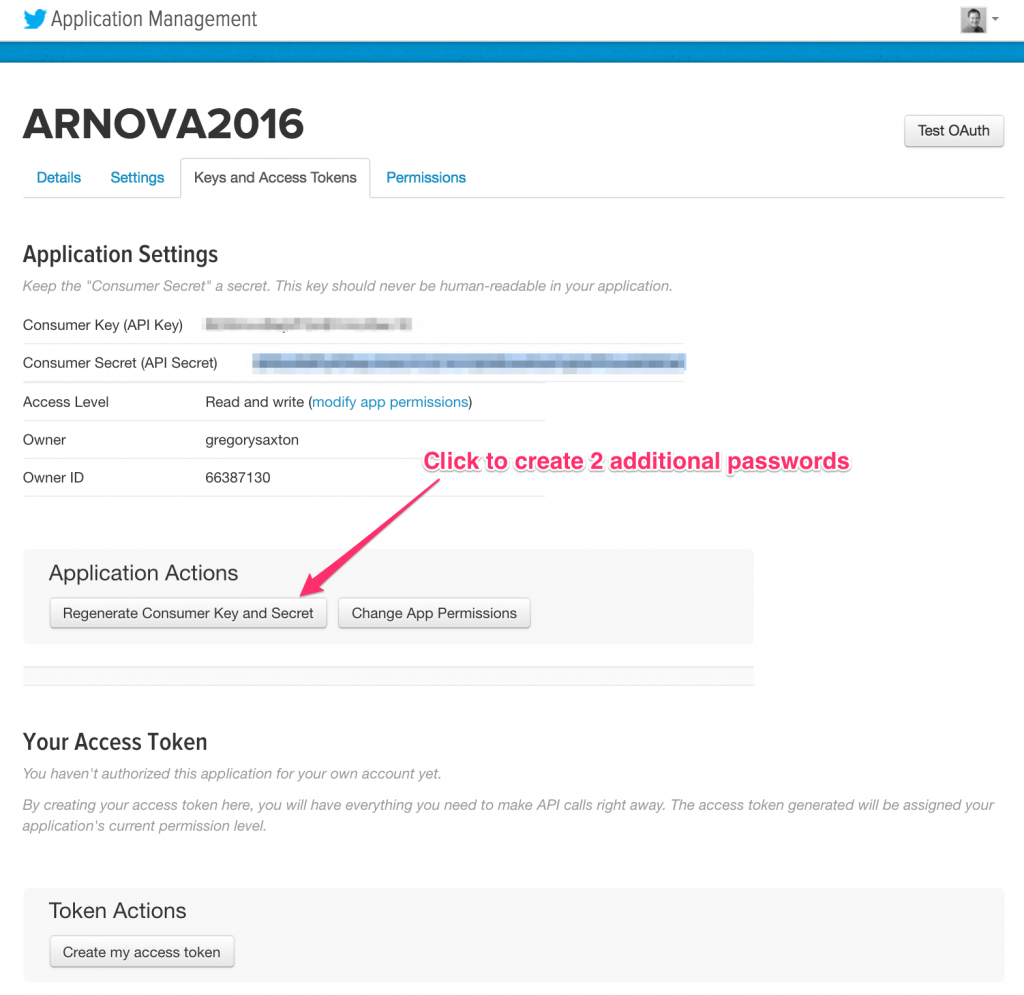 Application Management
ARNOVA2016
Test OAuth
Details Settings Keys and Access Tokens Permissions
Application Settings
Keep the "Consumer Secret" a secret. This key should never be human-readable in your application.
Consumer Key (API Key)
Consumer Secret (API Secret)
Access Level Read and write (modify app permissions)
Owner gregorysaxton
Click to create 2 additional passwords
Owner ID 66387130
Application Actions
Regenerate Consumer Key and Secret Change App Permissions
Your Access Token
You haven't authorized this application for your own account yet.
By creating your access token here, you will have everything you need to make API calls right away. The access token generated will be assigned your
application's current permission level.
Token Actions
Create my access token